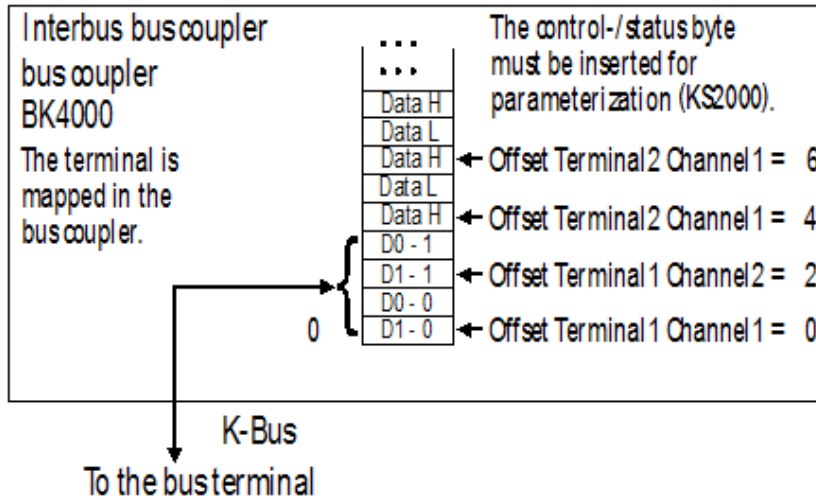 Interbus buscoupler
bus coupler
BK4000
The terminal is
mapped in the
bus coupler.
...
...
Data H
Data L
Data H
Data L
Data H
D0 - 1
D1 - 1
D0 - 0
D1 - 0
0
The control-/status byte
must be inserted for
parameterization (KS2000).
Offset Terminal 2 Channel 1 = 6
Offset Terminal 2 Channel 1 = 4
Offset Terminal 1 Channel 2 = 2
Offset Terminal 1 Channel 1 = 0
K-Bus
To the bus terminal